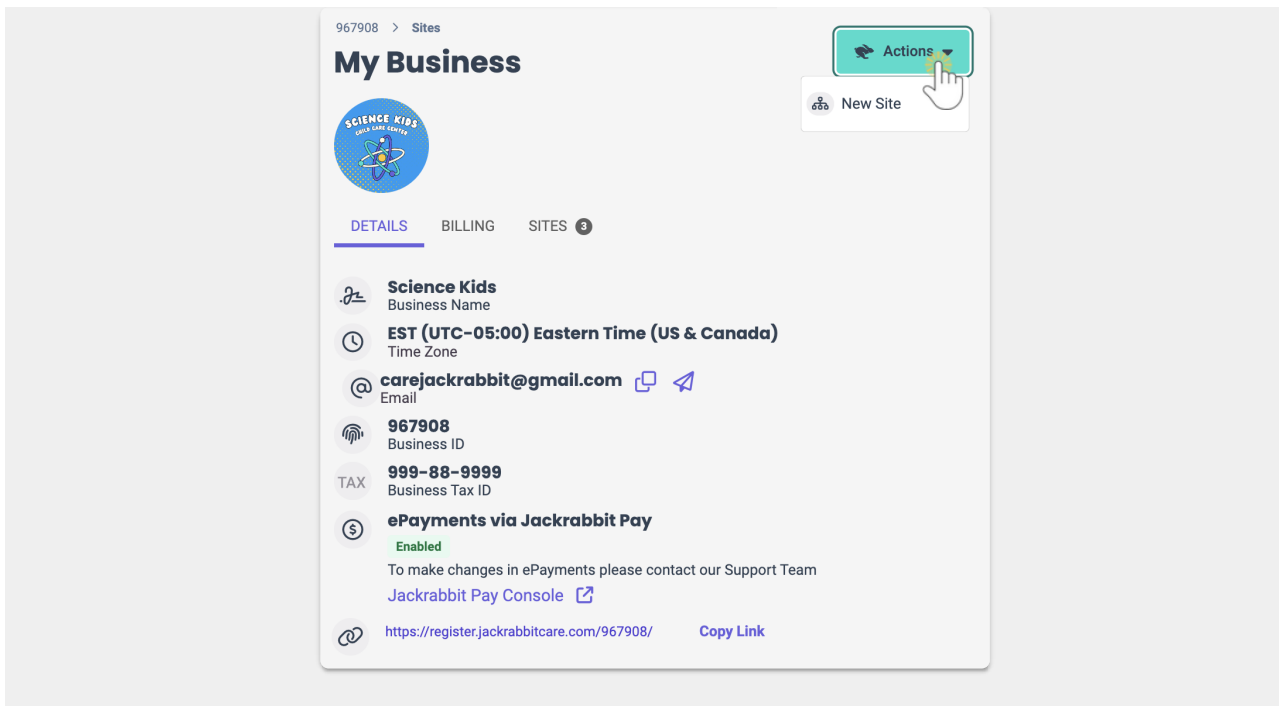 967908 > Sites
My Business
Actions
New Site
SCIENCE KIDS
CHILD CARE CENTER
DETAILS BILLING SITES 3
Science Kids
Business Name
EST (UTC-05:00) Eastern Time (US & Canada)
Time Zone
carejackrabbit@gmail.com
Email
967908
Business ID
TAX
999-88-9999
Business Tax ID
ePayments via Jackrabbit Pay
Enabled
To make changes in ePayments please contact our Support Team
Jackrabbit Pay Console
https://register.jackrabbitcare.com/967908/ Copy Link